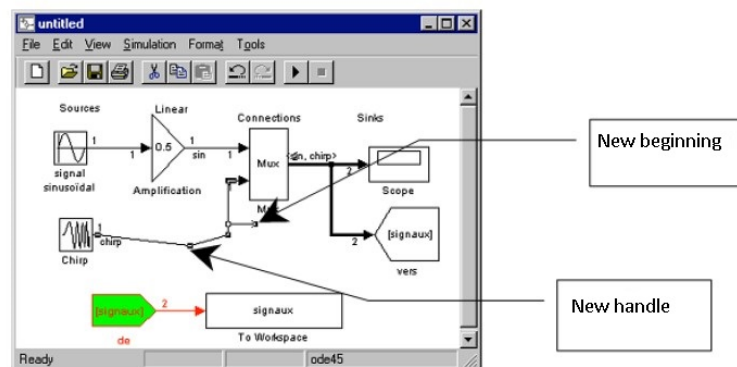 untitled
File Edit View Simulation Format Tools
Sources
Linear
Connections
Sinks
1
1
0.5
1
sin
1
Mux
<sin, chirp>
2
Scope
signal
sinusoïdal
Amplification
1
chirp
Chirp
2
[signaux]
vers
[signaux]
2
signaux
de
To Workspace
Ready
ode45
New beginning
New handle